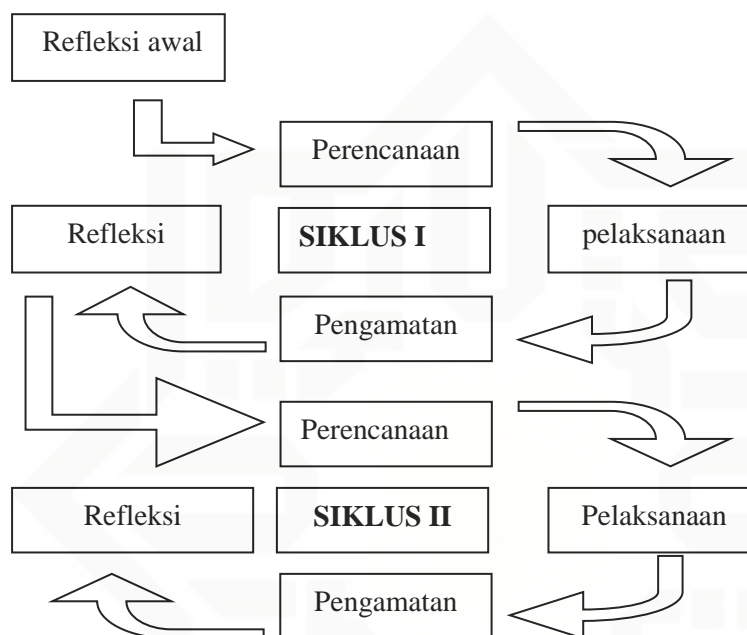 Refleksi awal
Perencanaan
Refleksi
SIKLUS I
pelaksanaan
Pengamatan
Perencanaan
Refleksi
SIKLUS II
Pelaksanaan
Pengamatan